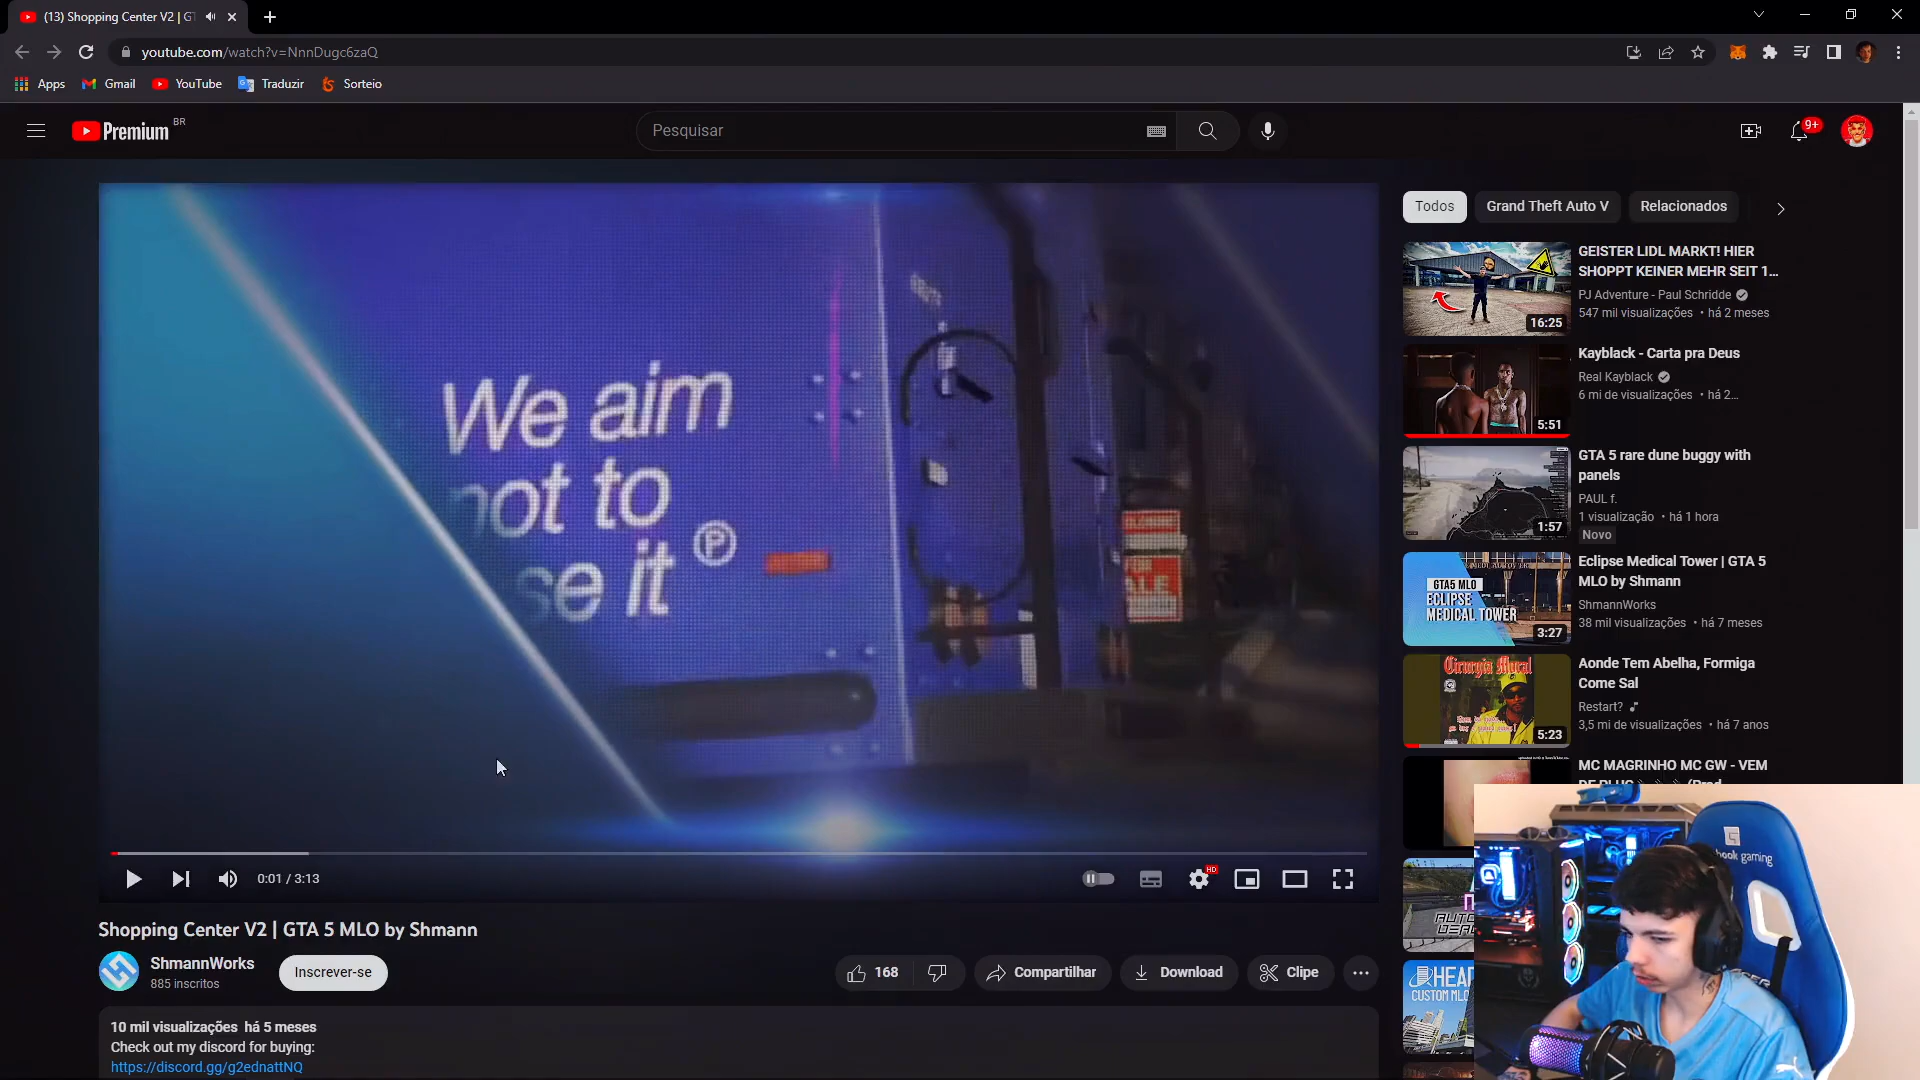 (13) Shopping Center V2 | GT
youtube.com/watch?v=NnnDugc6zaQ
Apps
Gmail
YouTube
Traduzir
Sorteio
Premium
BR
Pesquisar
9+
We aim
not to
se it
P
Todos
Grand Theft Auto V
Relacionados
GEISTER LIDL MARKT! HIER
SHOPPT KEINER MEHR SEIT 1...
PJ Adventure - Paul Schridde
547 mil visualizações • há 2 meses
16:25
Kayblack - Carta pra Deus
Real Kayblack
6 mi de visualizações • há 2...
5:51
GTA 5 rare dune buggy with
panels
PAUL f.
1 visualização • há 1 hora
Novo
1:57
GTA5 MLO
ECLIPSE
MEDICAL TOWER
3:27
Eclipse Medical Tower | GTA 5
MLO by Shmann
ShmannWorks
38 mil visualizações • há 7 meses
Cirurgia Moral
5:23
Aonde Tem Abelha, Formiga
Come Sal
Restart?
3,5 mi de visualizações • há 7 anos
MC MAGRINHO MC GW - VEM
CUSTOM MLO
0:01 / 3:13
HD
Shopping Center V2 | GTA 5 MLO by Shmann
ShmannWorks
885 inscritos
Inscrever-se
168
Compartilhar
Download
Clipe
10 mil visualizações há 5 meses
Check out my discord for buying:
https://discord.gg/g2ednattNQ
gaming